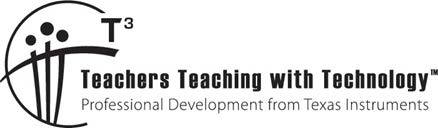 T³
Teachers Teaching with Technology™
Professional Development from Texas Instruments